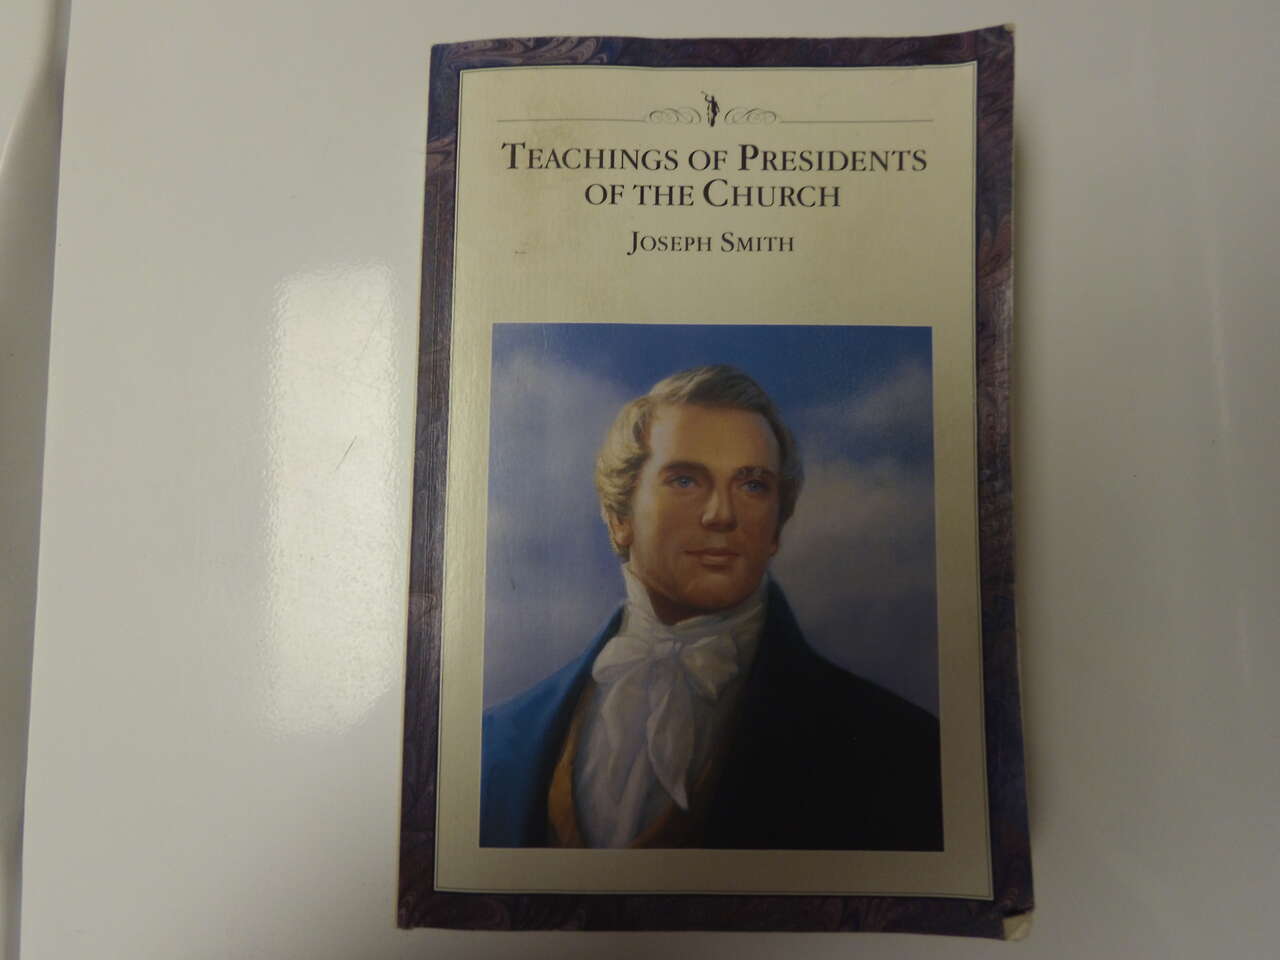 TEACHINGS OF PRESIDENTS
OF THE CHURCH
JOSEPH SMITH